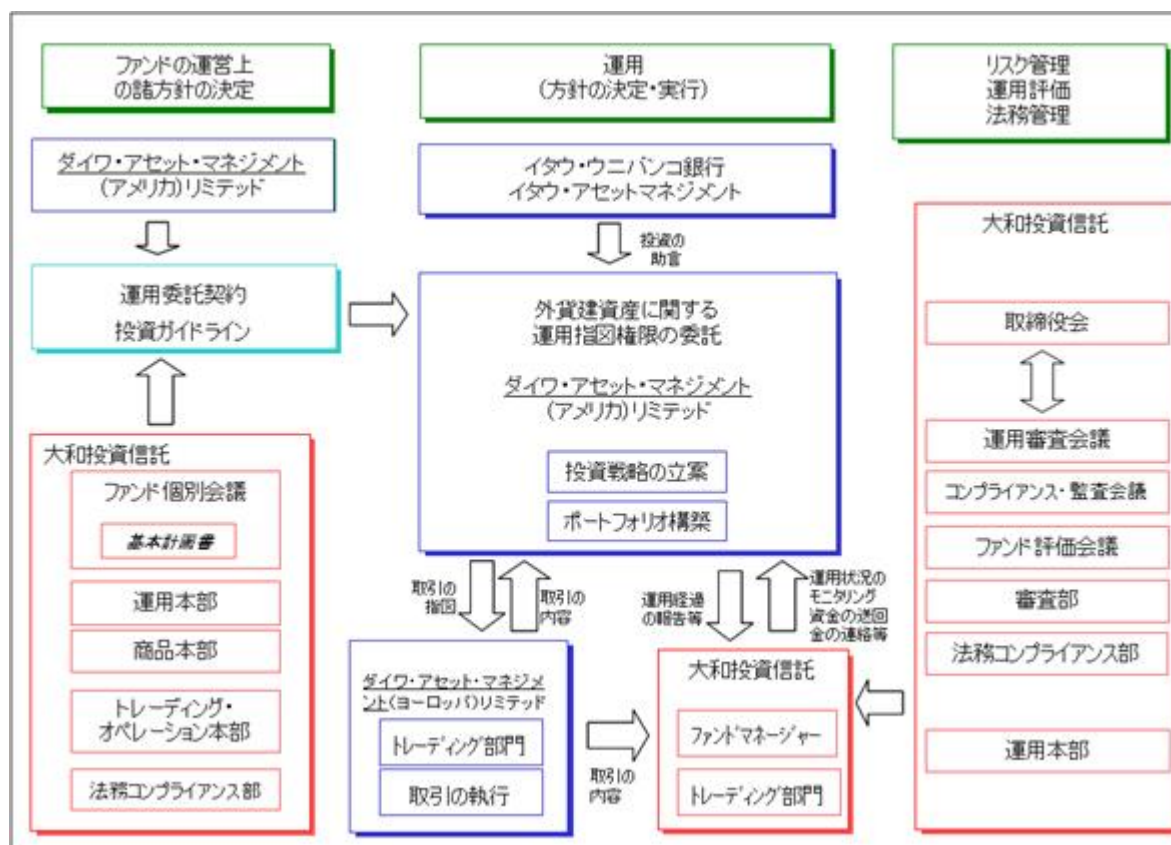 ファンドの運営上
の諸方針の決定
運用
(方針の決定・実行)
リスク管理
運用評価
法務管理
ダイワ・アセット・マネジメント
(アメリカ)リミテッド
イタウ・ウニバンコ銀行
イタウ・アセットマネジメント
投資の
助言
運用委託契約
投資ガイドライン
外貨建資産に関する
運用指図権限の委託
ダイワ・アセット・マネジメント
(アメリカ)リミテッド
投資戦略の立案
ポートフォリオ構築
大和投資信託
ファンド個別会議
基本計画書
運用本部
商品本部
トレーディング・
オペレーション本部
法務コンプライアンス部
取引の
指図
取引の
内容
運用経過
の報告等
運用状況の
モニタリング
資金の送回
金の連絡等
ダイワ・アセット・マネジメ
ント(ヨーロッパ)リミテッド
トレーディング部門
取引の執行
取引の
内容
大和投資信託
ファンドマネージャー
トレーディング部門
大和投資信託
取締役会
運用審査会議
コンプライアンス・監査会議
ファンド評価会議
審査部
法務コンプライアンス部
運用本部